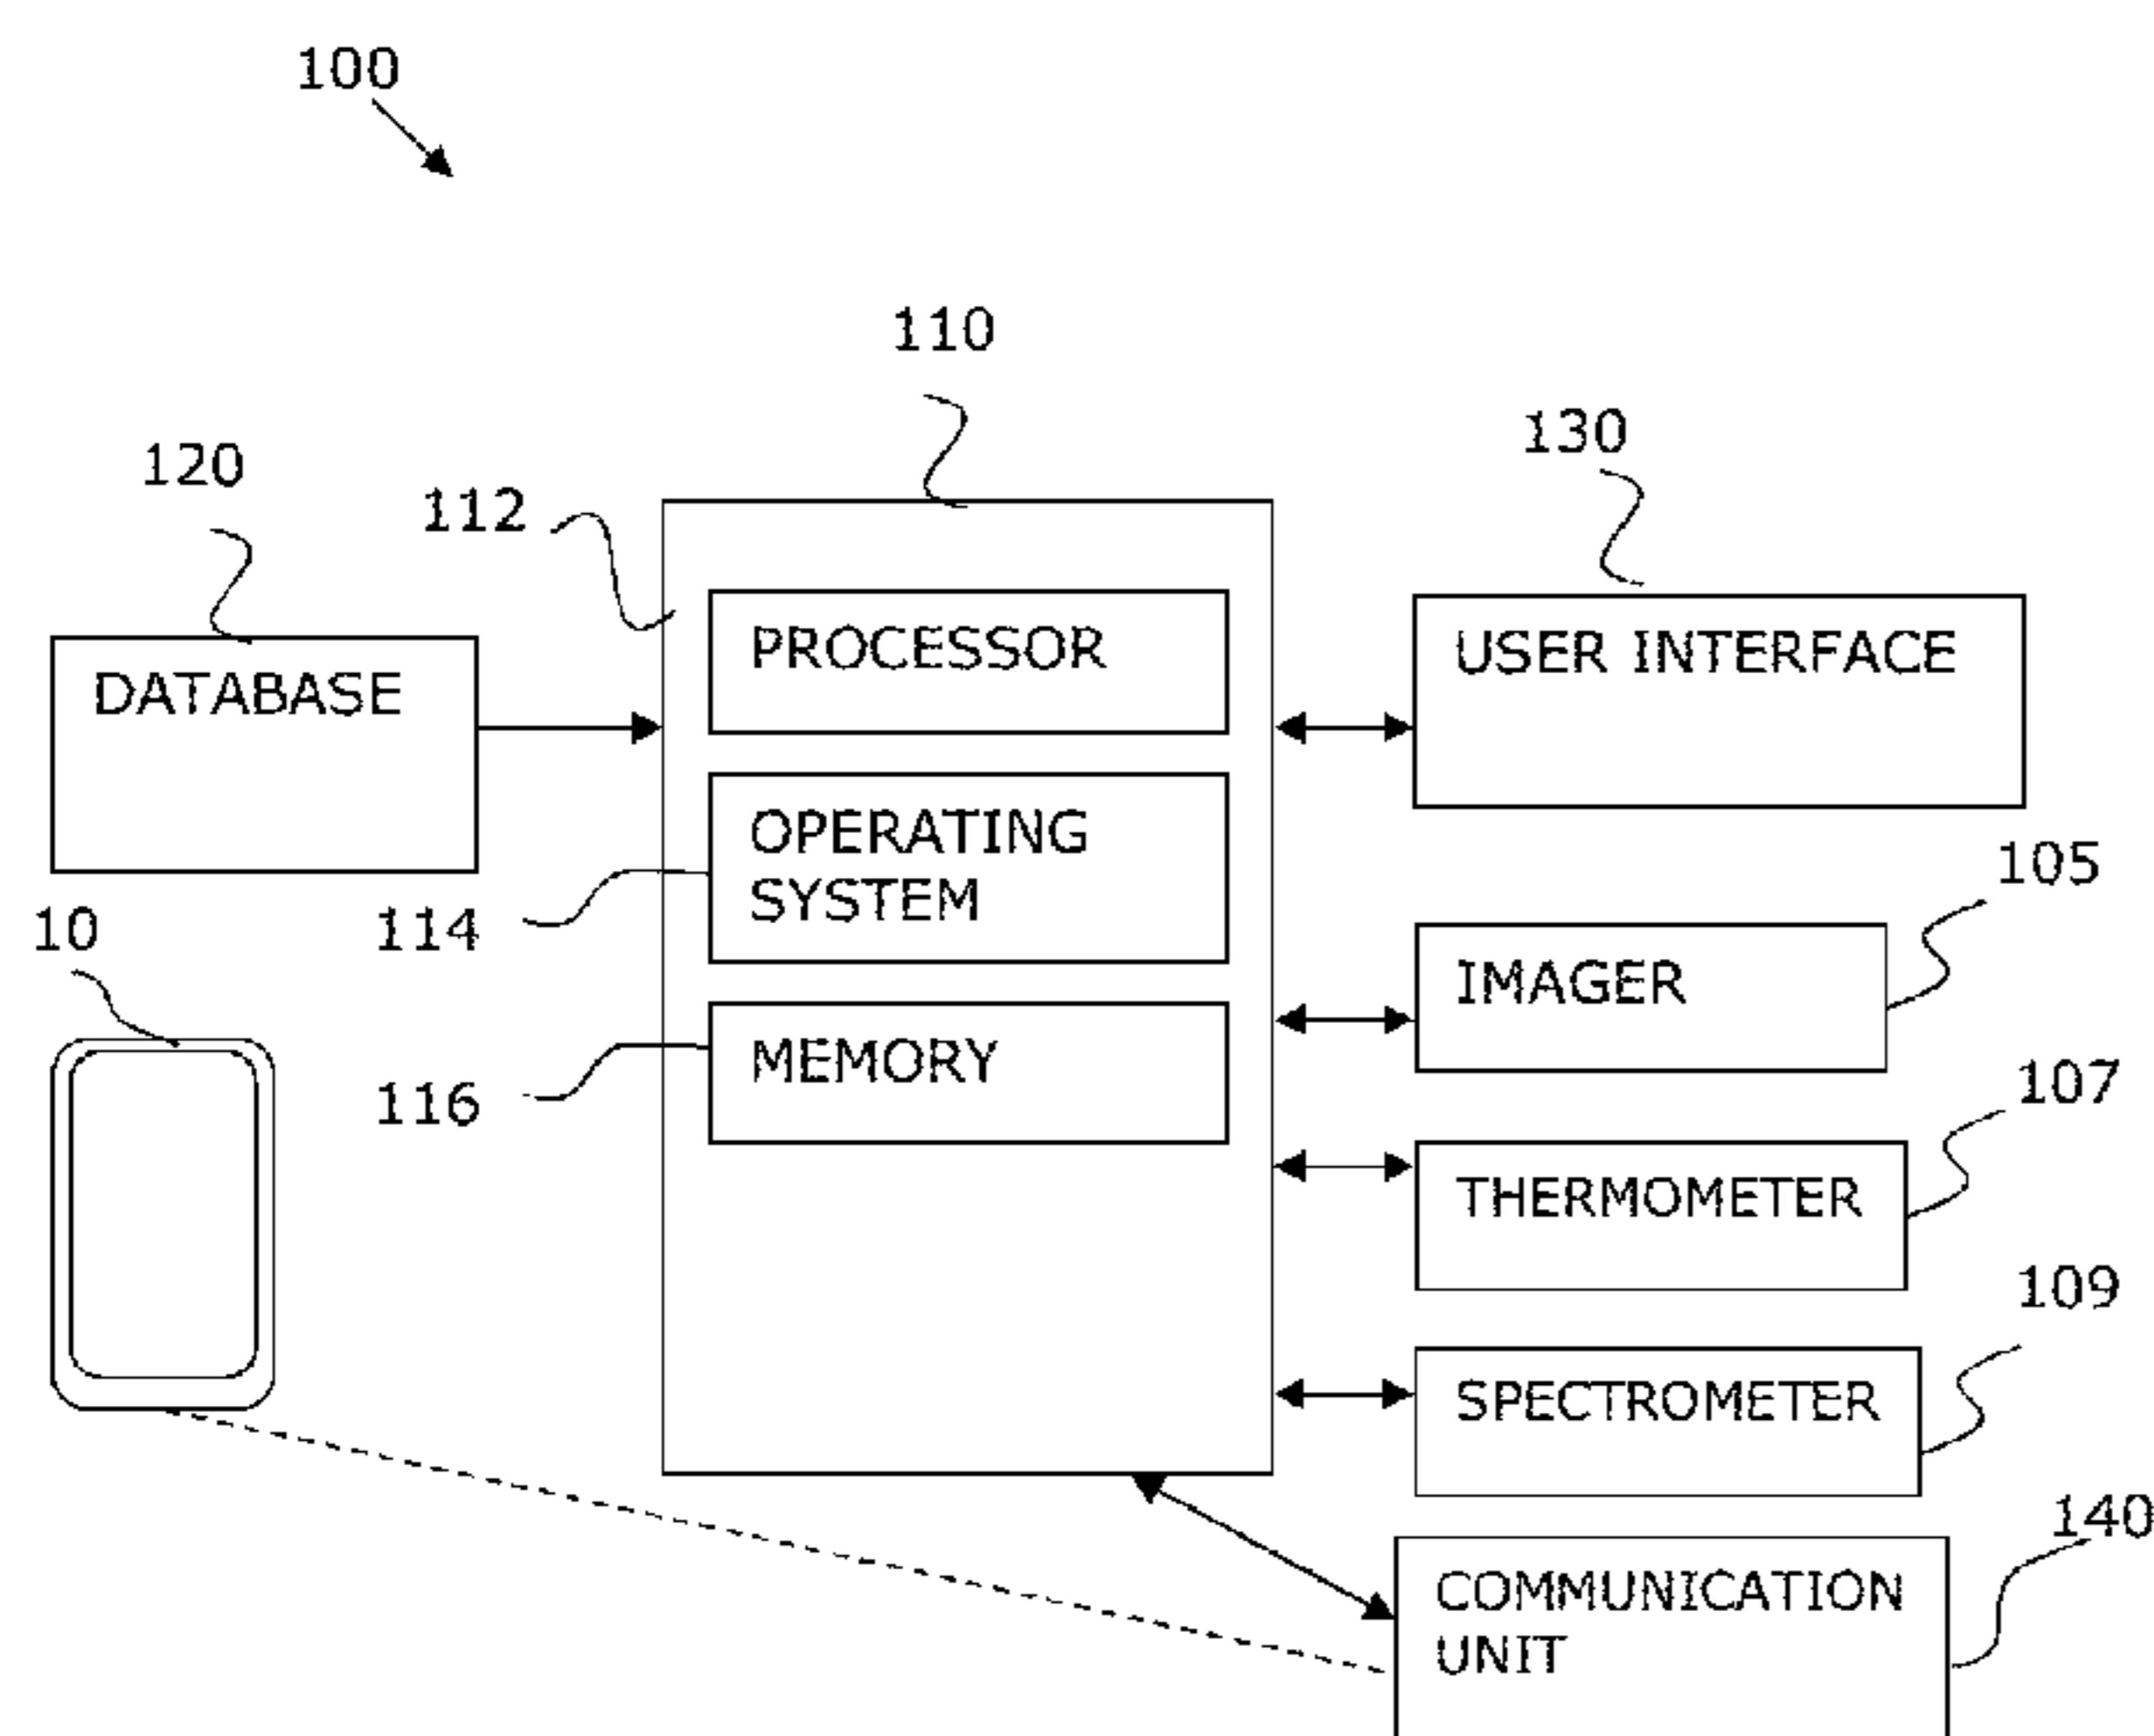 100
110
130
120
112
PROCESSOR
USER INTERFACE
DATABASE
OPERATING
SYSTEM
105
10
114
IMAGER
MEMORY
116
107
THERMOMETER
109
SPECTROMETER
140
COMMUNICATION
UNIT